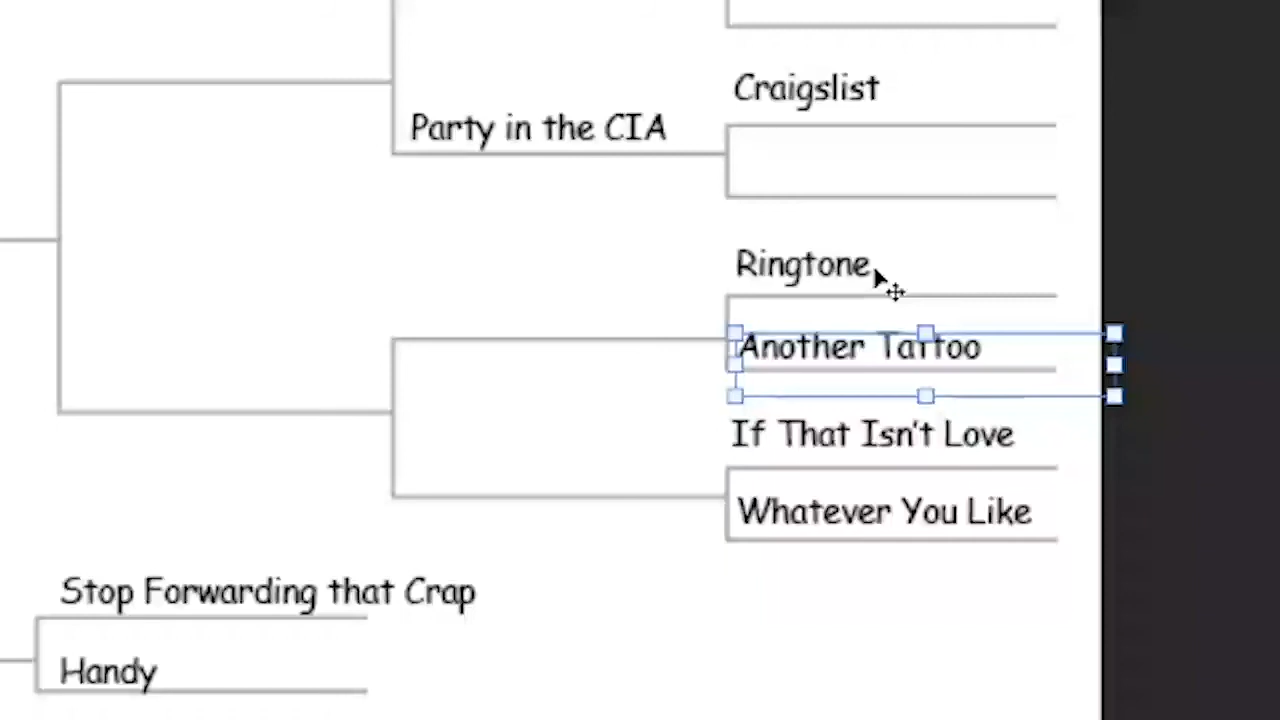 Craigslist
Party in the CIA
Ringtone
Another Tattoo
If That Isn't Love
Whatever You Like
Stop Forwarding that Crap
Handy